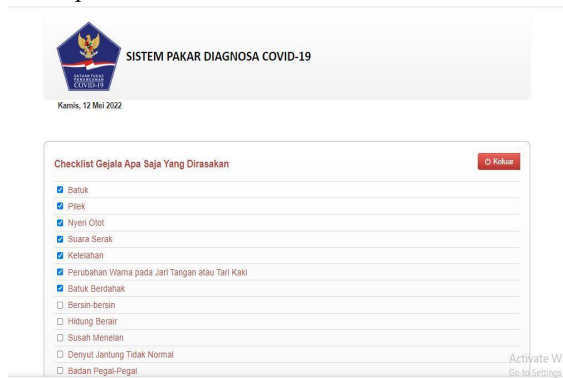 SISTEM PAKAR DIAGNOSA COVID-19
SATUAN TUGAS
PENANGANAN
COVID-19
Kamis, 12 Mei 2022
Checklist Gejala Apa Saja Yang Dirasakan
Keluar
Batuk
Pilek
Nyeri Otot
Suara Serak
Kelelahan
Perubahan Warna pada Jari Tangan atau Tari Kaki
Batuk Berdahak
Bersin-bersin
Hidung Berair
Susah Menelan
Denyut Jantung Tidak Normal
Badan Pegal-Pegal
Activate W
Go to Settings